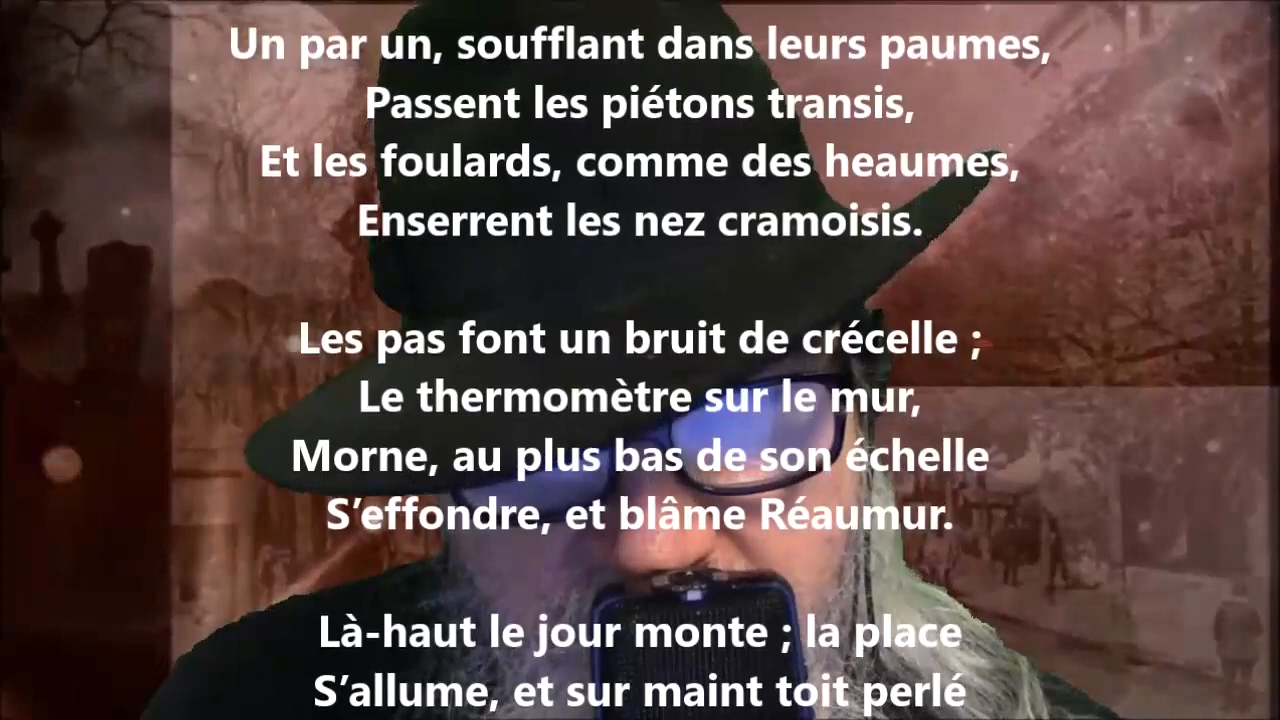 Un par un, soufflant dans leurs paumes,
Passent les piétons transis,
Et les foulards, comme des heaumes,
Enserrent les nez cramoisis.
Les pas font un bruit de crécelle ;
Le thermomètre sur le mur,
Morne, au plus bas de son échelle
S’effondre, et blâme Réaumur.
Là-haut le jour monte ; la place
S’allume, et sur maint toit perlé